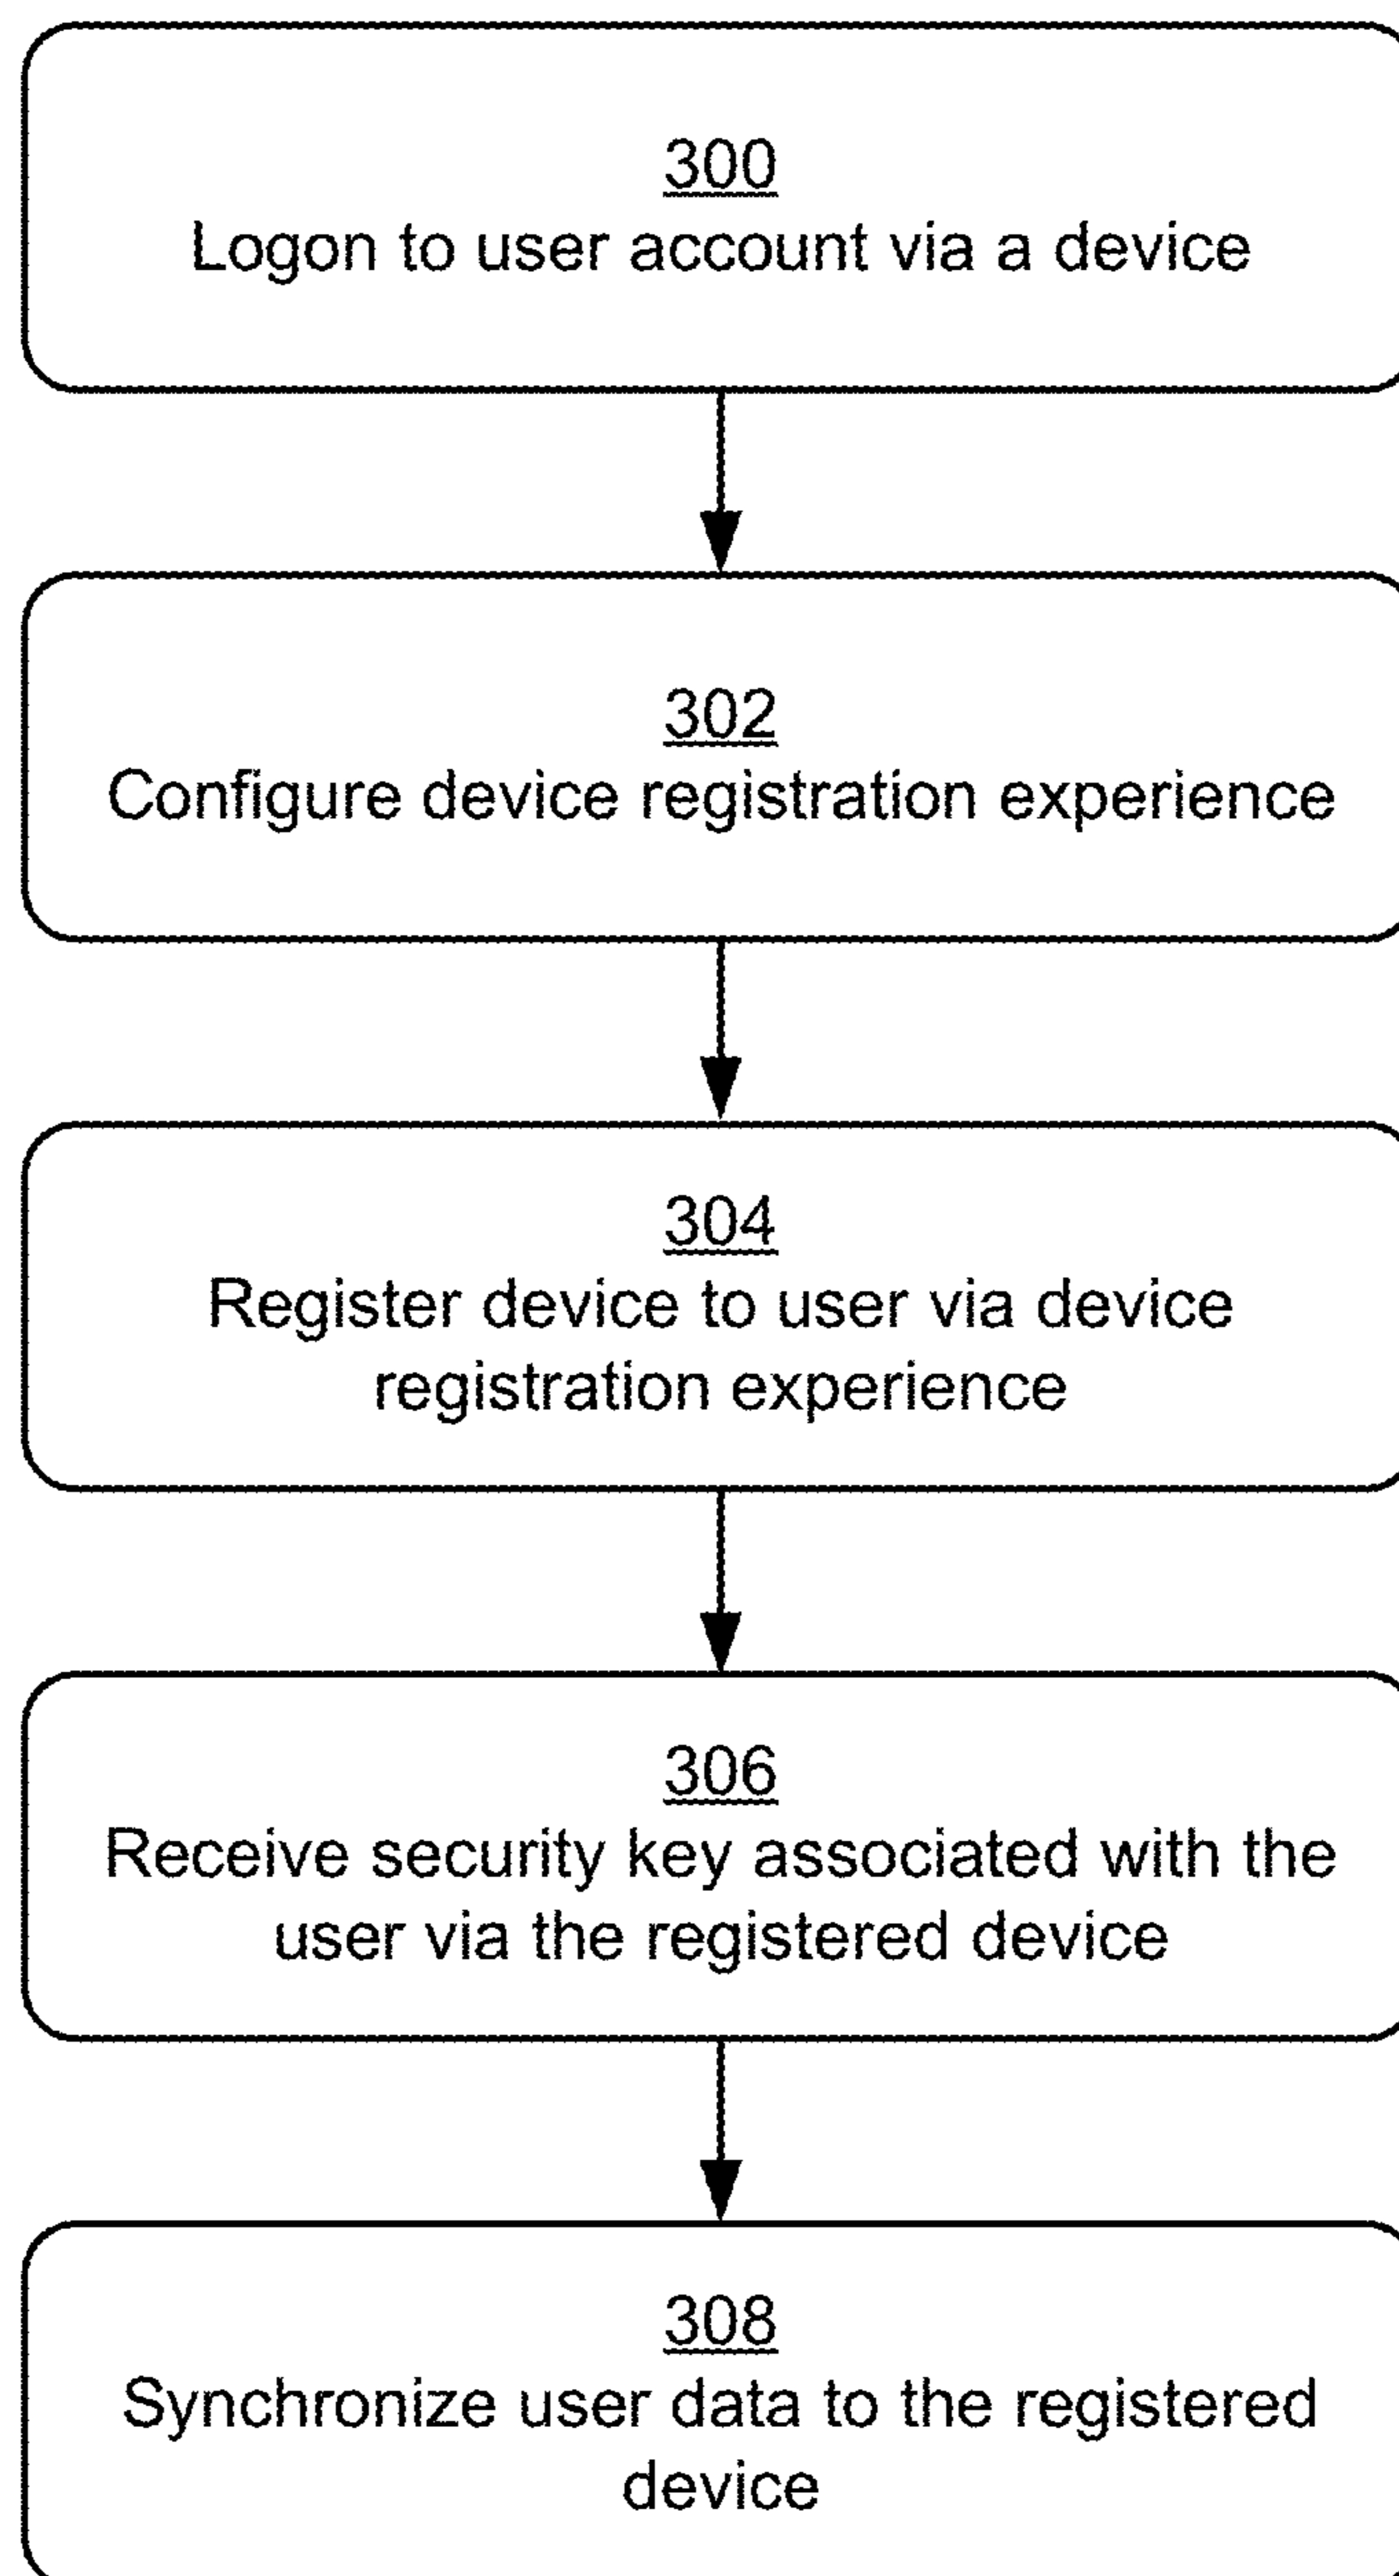 300
Logon to user account via a device
302
Configure device registration experience
304
Register device to user via device
registration experience
306
Receive security key associated with the
user via the registered device
308
Synchronize user data to the registered
device